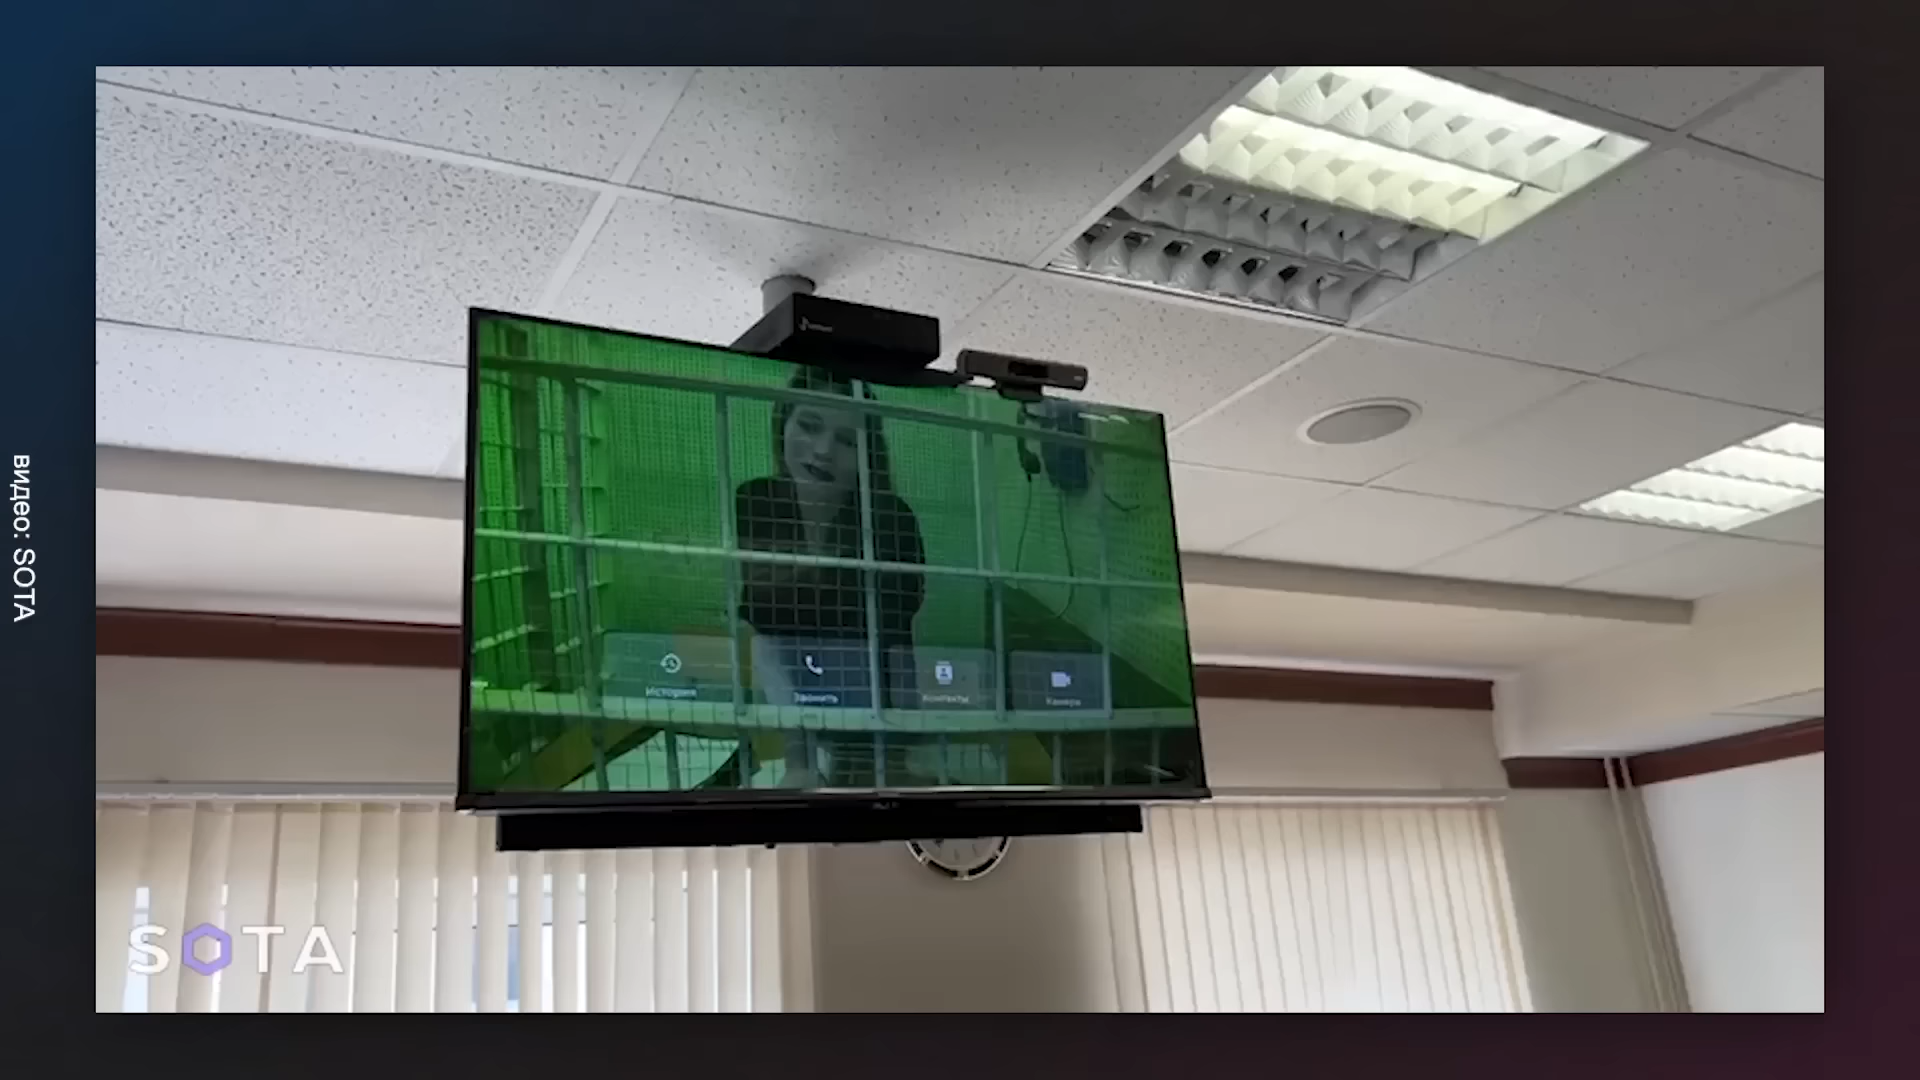 видео: SOTA
История
Звонить
Контакты
Камера
SOTA